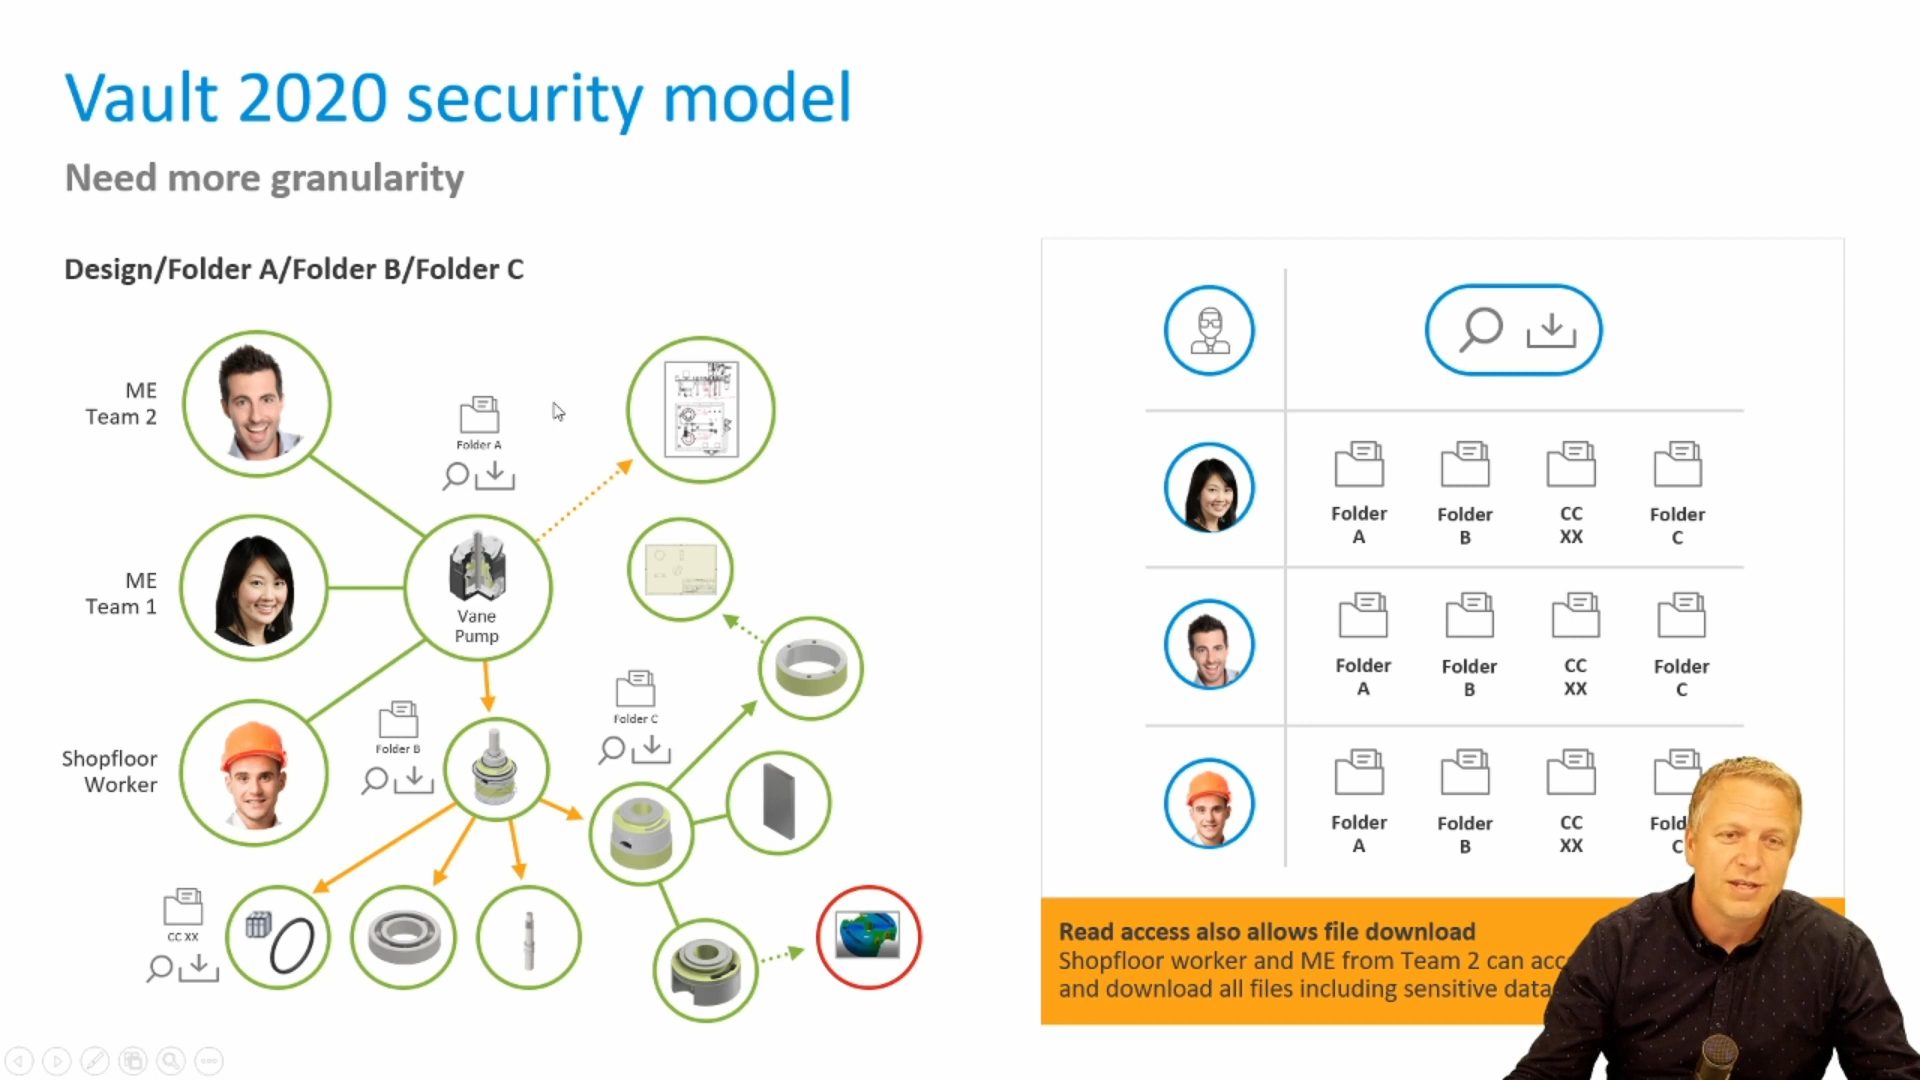 Vault 2020 security model
Need more granularity
Design/Folder A/Folder B/Folder C
ME
Team 2
Folder A
ME
Team 1
Vane
Pump
Shopfloor
Worker
Folder B
Folder C
CC XX
Folder
A
Folder
B
CC
XX
Folder
C
Folder
A
Folder
B
CC
XX
Folder
C
Folder
A
Folder
B
CC
XX
C
Read access also allows file download
Shopfloor worker and ME from Team 2 can
and download all files including sensitive data